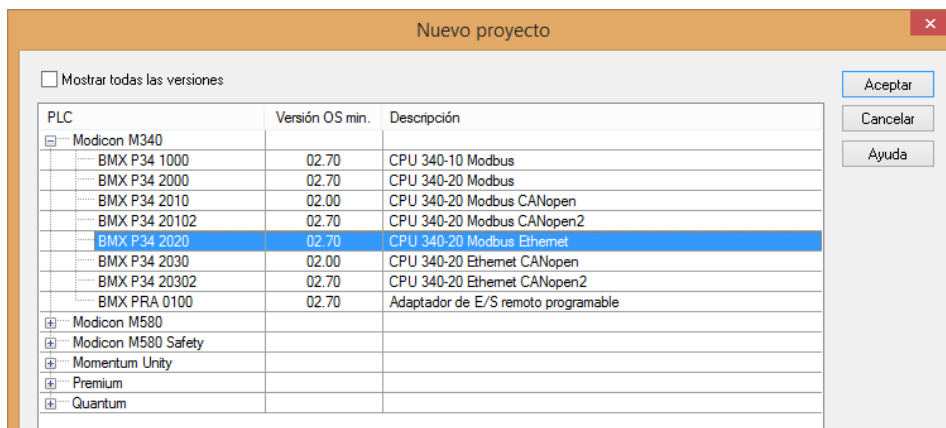 Nuevo proyecto
Mostrar todas las versiones
Aceptar
Cancelar
Ayuda
PLC Versión OS min. Descripción
Modicon M340
BMX P34 1000 02.70 CPU 340-10 Modbus
BMX P34 2000 02.70 CPU 340-20 Modbus
BMX P34 2010 02.00 CPU 340-20 Modbus CANopen
BMX P34 20102 02.70 CPU 340-20 Modbus CANopen2
BMX P34 2020 02.70 CPU 340-20 Modbus Ethernet
BMX P34 2030 02.00 CPU 340-20 Ethernet CANopen
BMX P34 20302 02.70 CPU 340-20 Ethernet CANopen2
BMX PRA 0100 02.70 Adaptador de E/S remoto programable
Modicon M580
Modicon M580 Safety
Momentum Unity
Premium
Quantum